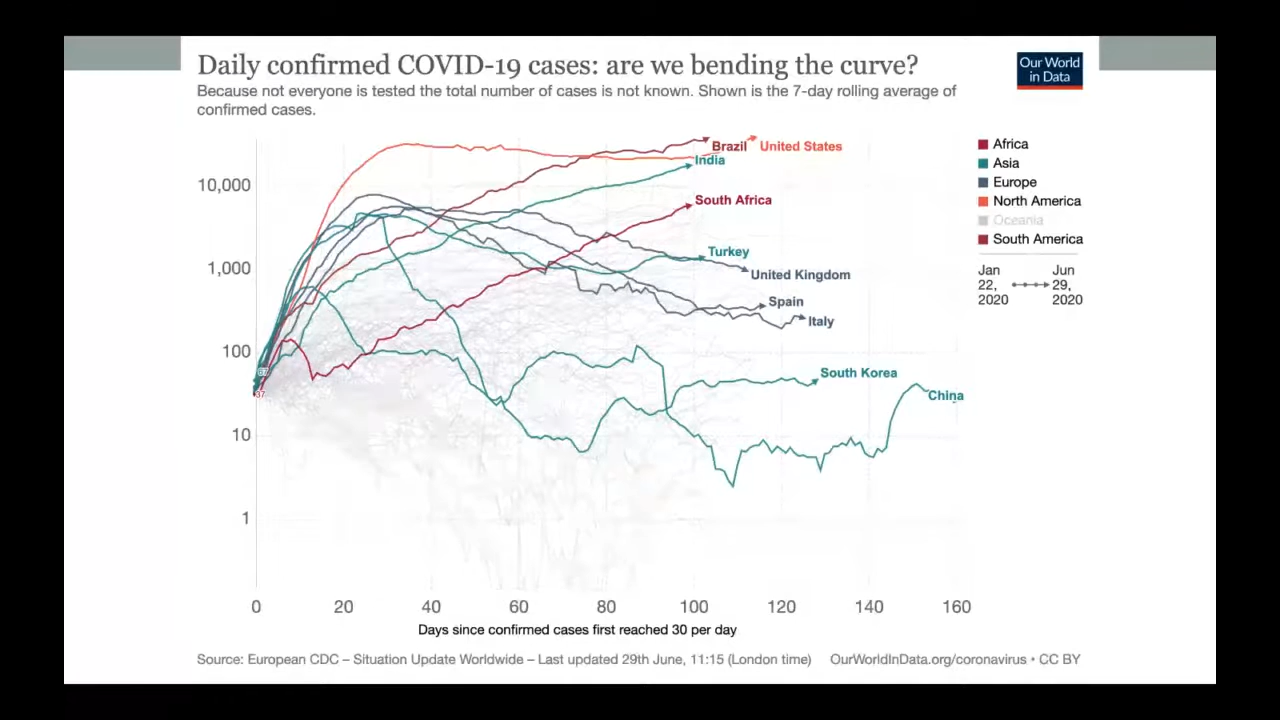 Daily confirmed COVID-19 cases: are we bending the curve?
Because not everyone is tested the total number of cases is not known. Shown is the 7-day rolling average of
confirmed cases.
Our World
in Data
10,000
1,000
100
10
1
67
37
Brazil
United States
India
South Africa
Turkey
United Kingdom
Spain
Italy
South Korea
China
Africa
Asia
Europe
North America
Oceania
South America
Jan
22,
2020
Jun
29,
2020
0 20 40 60 80 100 120 140 160
Days since confirmed cases first reached 30 per day
Source: European CDC – Situation Update Worldwide – Last updated 29th June, 11:15 (London time) OurWorldInData.org/coronavirus • CC BY